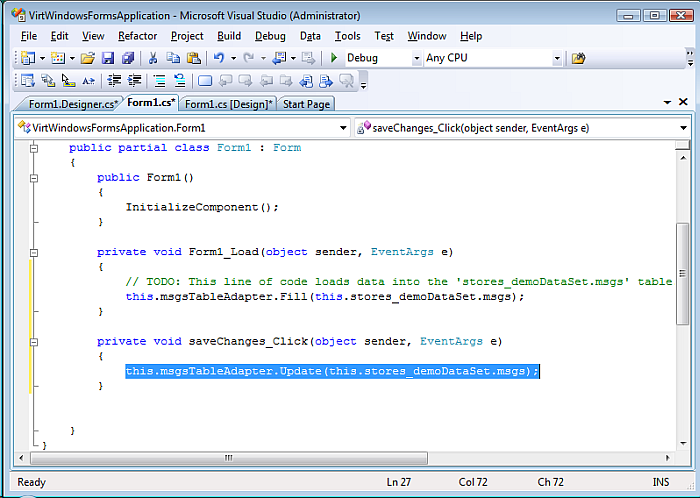 VirtWindowsFormsApplication - Microsoft Visual Studio (Administrator)
File Edit View Refactor Project Build Debug Data Tools Test Window Help
Debug Any CPU
Form1.Designer.cs* Form1.cs* Form1.cs [Design]* Start Page
VirtWindowsFormsApplication.Form1 saveChanges_Click(object sender, EventArgs e)
public partial class Form1 : Form
{
public Form1()
{
InitializeComponent();
}
private void Form1_Load(object sender, EventArgs e)
{
// TODO: This line of code loads data into the 'stores_demoDataSet.msgs' table
this.msgsTableAdapter.Fill(this.stores_demoDataSet.msgs);
}
private void saveChanges_Click(object sender, EventArgs e)
{
this.msgsTableAdapter.Update(this.stores_demoDataSet.msgs);
}
}
}
Ready Ln 27 Col 72 Ch 72 INS